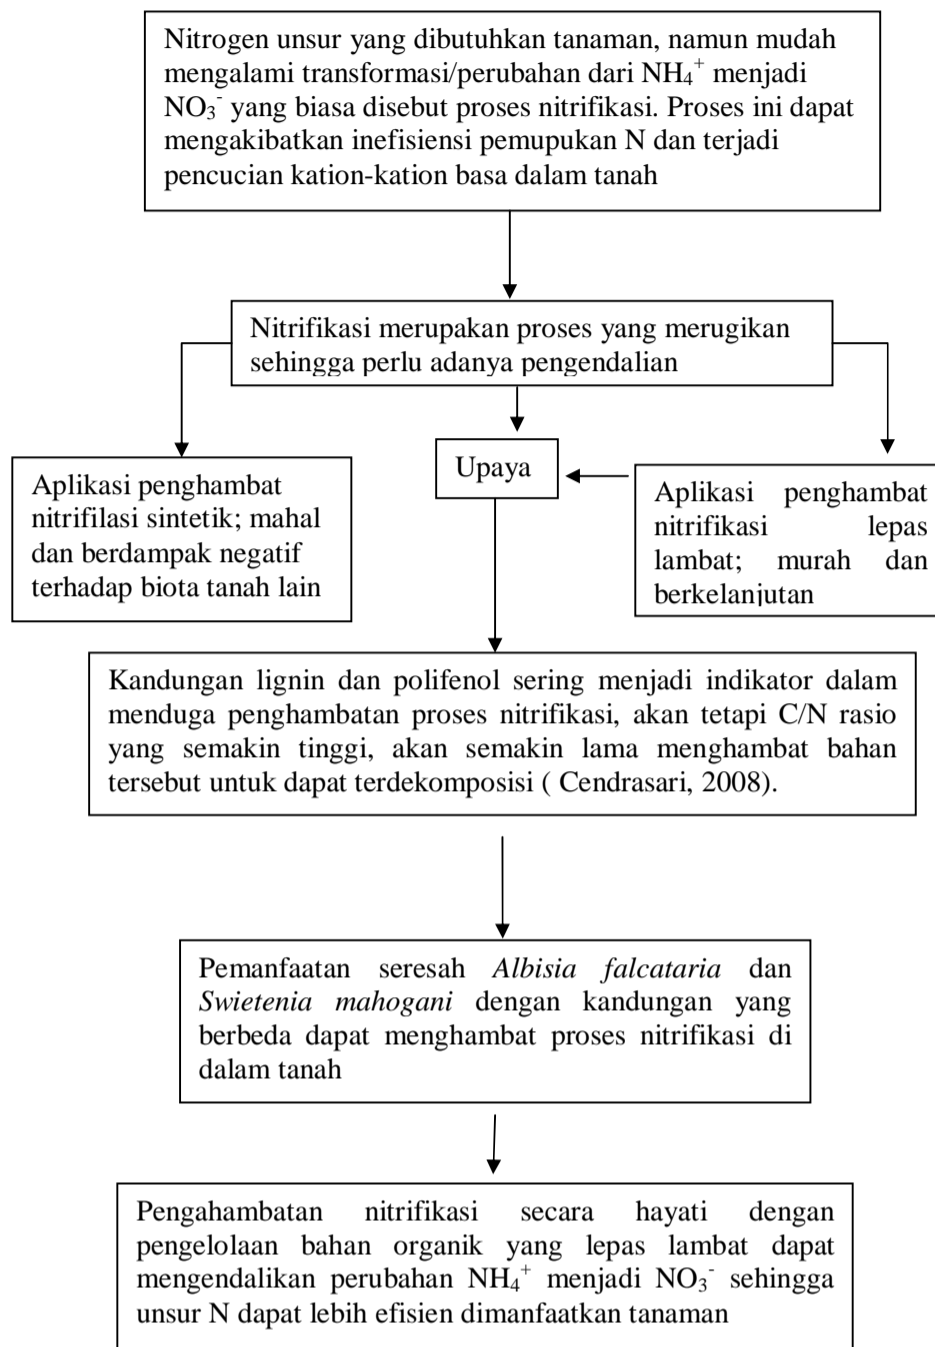 Nitrogen unsur yang dibutuhkan tanaman, namun mudah
mengalami transformasi/perubahan dari NH₄⁺ menjadi
NO₃⁻ yang biasa disebut proses nitrifikasi. Proses ini dapat
mengakibatkan inefisiensi pemupukan N dan terjadi
pencucian kation-kation basa dalam tanah
Nitrifikasi merupakan proses yang merugikan
sehingga perlu adanya pengendalian
Aplikasi penghambat
nitrifilasi sintetik; mahal
dan berdampak negatif
terhadap biota tanah lain
Upaya
Aplikasi penghambat
nitrifikasi lepas
lambat; murah dan
berkelanjutan
Kandungan lignin dan polifenol sering menjadi indikator dalam
menduga penghambatan proses nitrifikasi, akan tetapi C/N rasio
yang semakin tinggi, akan semakin lama menghambat bahan
tersebut untuk dapat terdekomposisi ( Cendrasari, 2008).
Pemanfaatan seresah Albisia falcataria dan
Swietenia mahogani dengan kandungan yang
berbeda dapat menghambat proses nitrifikasi di
dalam tanah
Pengahambatan nitrifikasi secara hayati dengan
pengelolaan bahan organik yang lepas lambat dapat
mengendalikan perubahan NH₄⁺ menjadi NO₃⁻ sehingga
unsur N dapat lebih efisien dimanfaatkan tanaman